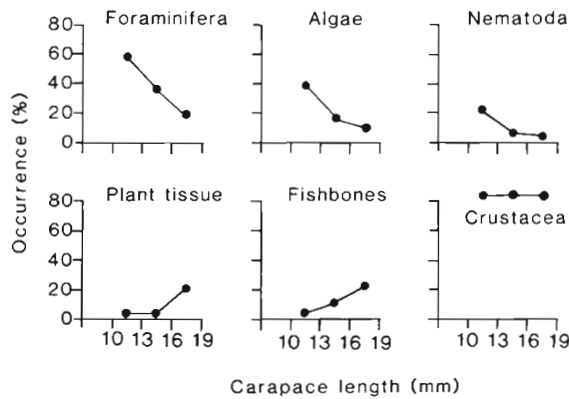 Foraminifera Algae Nematoda
80
60
40
20
0
Occurrence (%)
Plant tissue Fishbones Crustacea
80
60
40
20
0
10 13 16 19 10 13 16 19 10 13 16 19
Carapace length (mm)